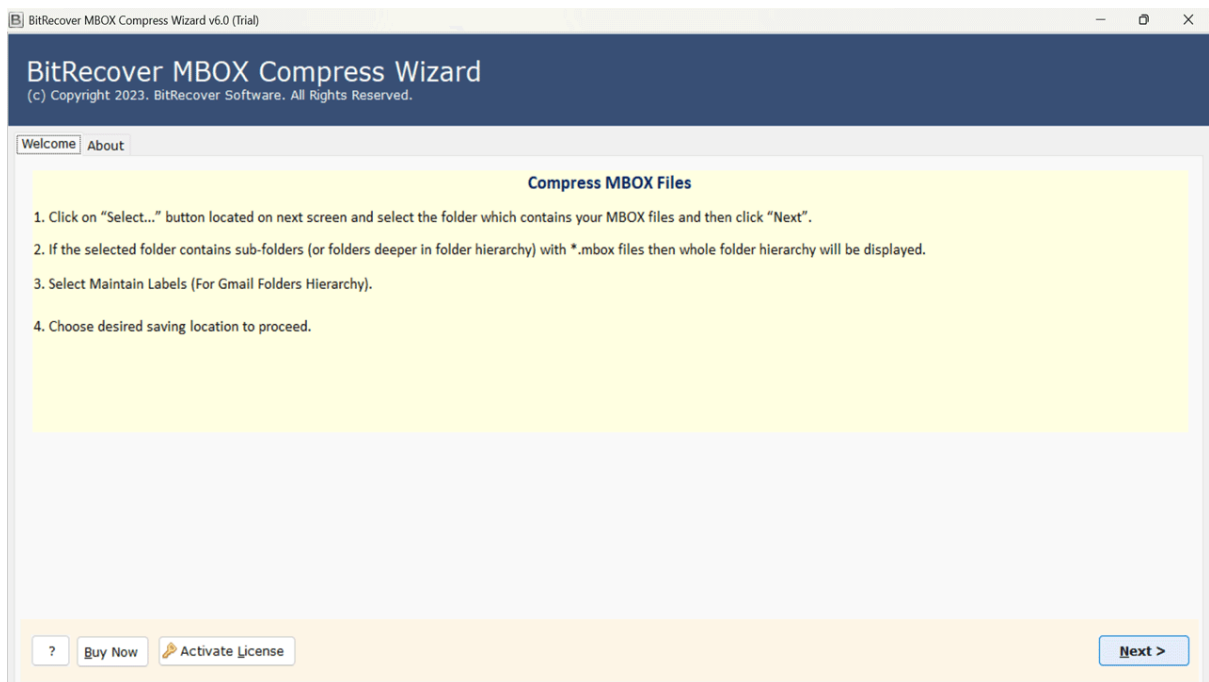 BitRecover MBOX Compress Wizard v6.0 (Trial)
BitRecover MBOX Compress Wizard
(c) Copyright 2023. BitRecover Software. All Rights Reserved.
Welcome About
Compress MBOX Files
1. Click on “Select...” button located on next screen and select the folder which contains your MBOX files and then click “Next”.
2. If the selected folder contains sub-folders (or folders deeper in folder hierarchy) with *.mbox files then whole folder hierarchy will be displayed.
3. Select Maintain Labels (For Gmail Folders Hierarchy).
4. Choose desired saving location to proceed.
? Buy Now Activate License Next >